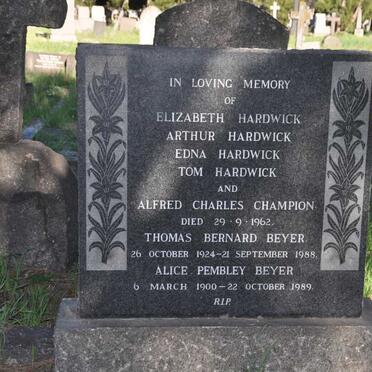 IN LOVING MEMORY
OF
ELIZABETH HARDWICK
ARTHUR HARDWICK
EDNA HARDWICK
TOM HARDWICK
AND
ALFRED CHARLES CHAMPION
DIED 29·9·1962.
THOMAS BERNARD BEYER
26 OCTOBER 1924–21 SEPTEMBER 1988.
ALICE PEMBLEY BEYER
6 MARCH 1900–22 OCTOBER 1989.
R.I.P.